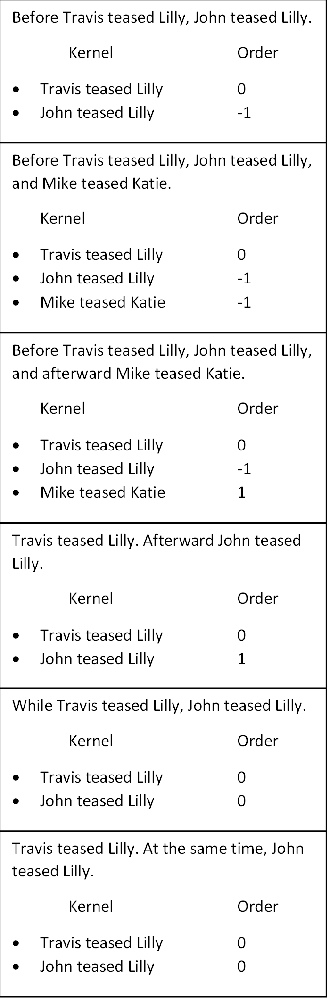 Before Travis teased Lilly, John teased Lilly.
Kernel Order
• Travis teased Lilly 0
• John teased Lilly -1
Before Travis teased Lilly, John teased Lilly,
and Mike teased Katie.
Kernel Order
• Travis teased Lilly 0
• John teased Lilly -1
• Mike teased Katie -1
Before Travis teased Lilly, John teased Lilly,
and afterward Mike teased Katie.
Kernel Order
• Travis teased Lilly 0
• John teased Lilly -1
• Mike teased Katie 1
Travis teased Lilly. Afterward John teased
Lilly.
Kernel Order
• Travis teased Lilly 0
• John teased Lilly 1
While Travis teased Lilly, John teased Lilly.
Kernel Order
• Travis teased Lilly 0
• John teased Lilly 0
Travis teased Lilly. At the same time, John
teased Lilly.
Kernel Order
• Travis teased Lilly 0
• John teased Lilly 0